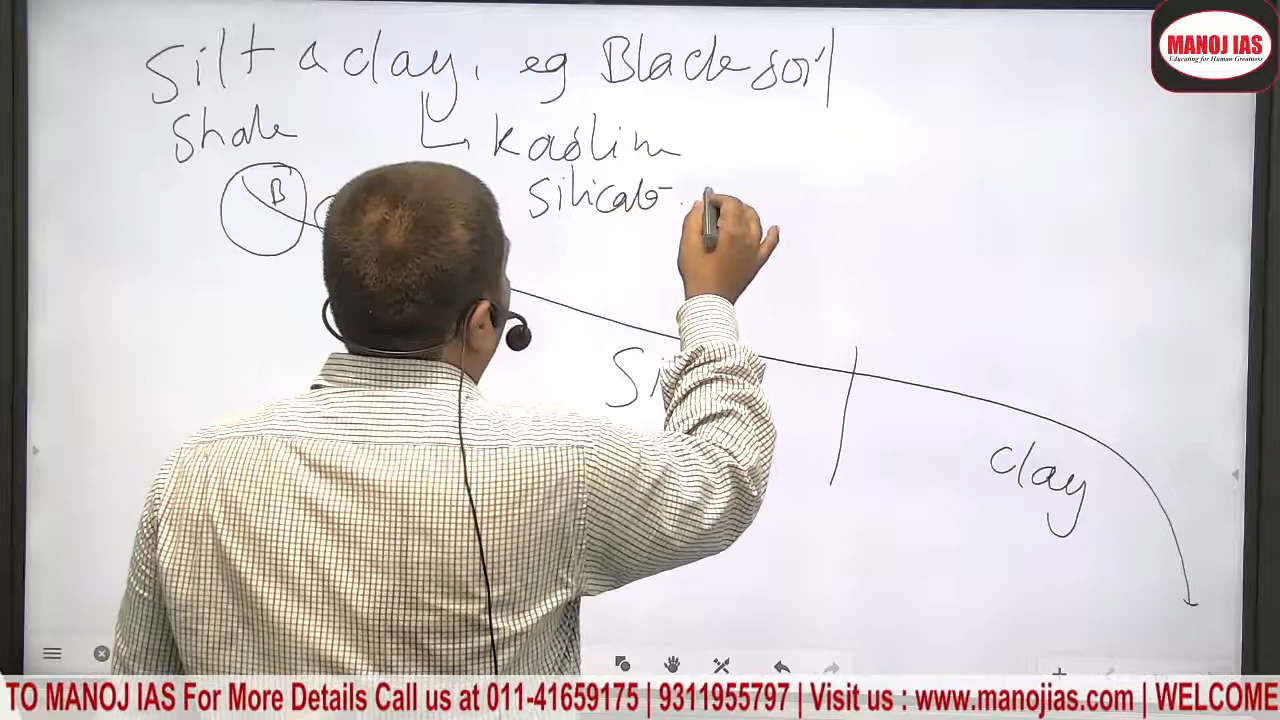 Silt & clay, eg Black soil
Shale
Kaolin
Silicate
B
Si
clay
MANOJ IAS
Educating for Human Greatness
TO MANOJ IAS For More Details Call us at 011-41659175 | 9311955797 | Visit us : www.manojias.com | WELCOME